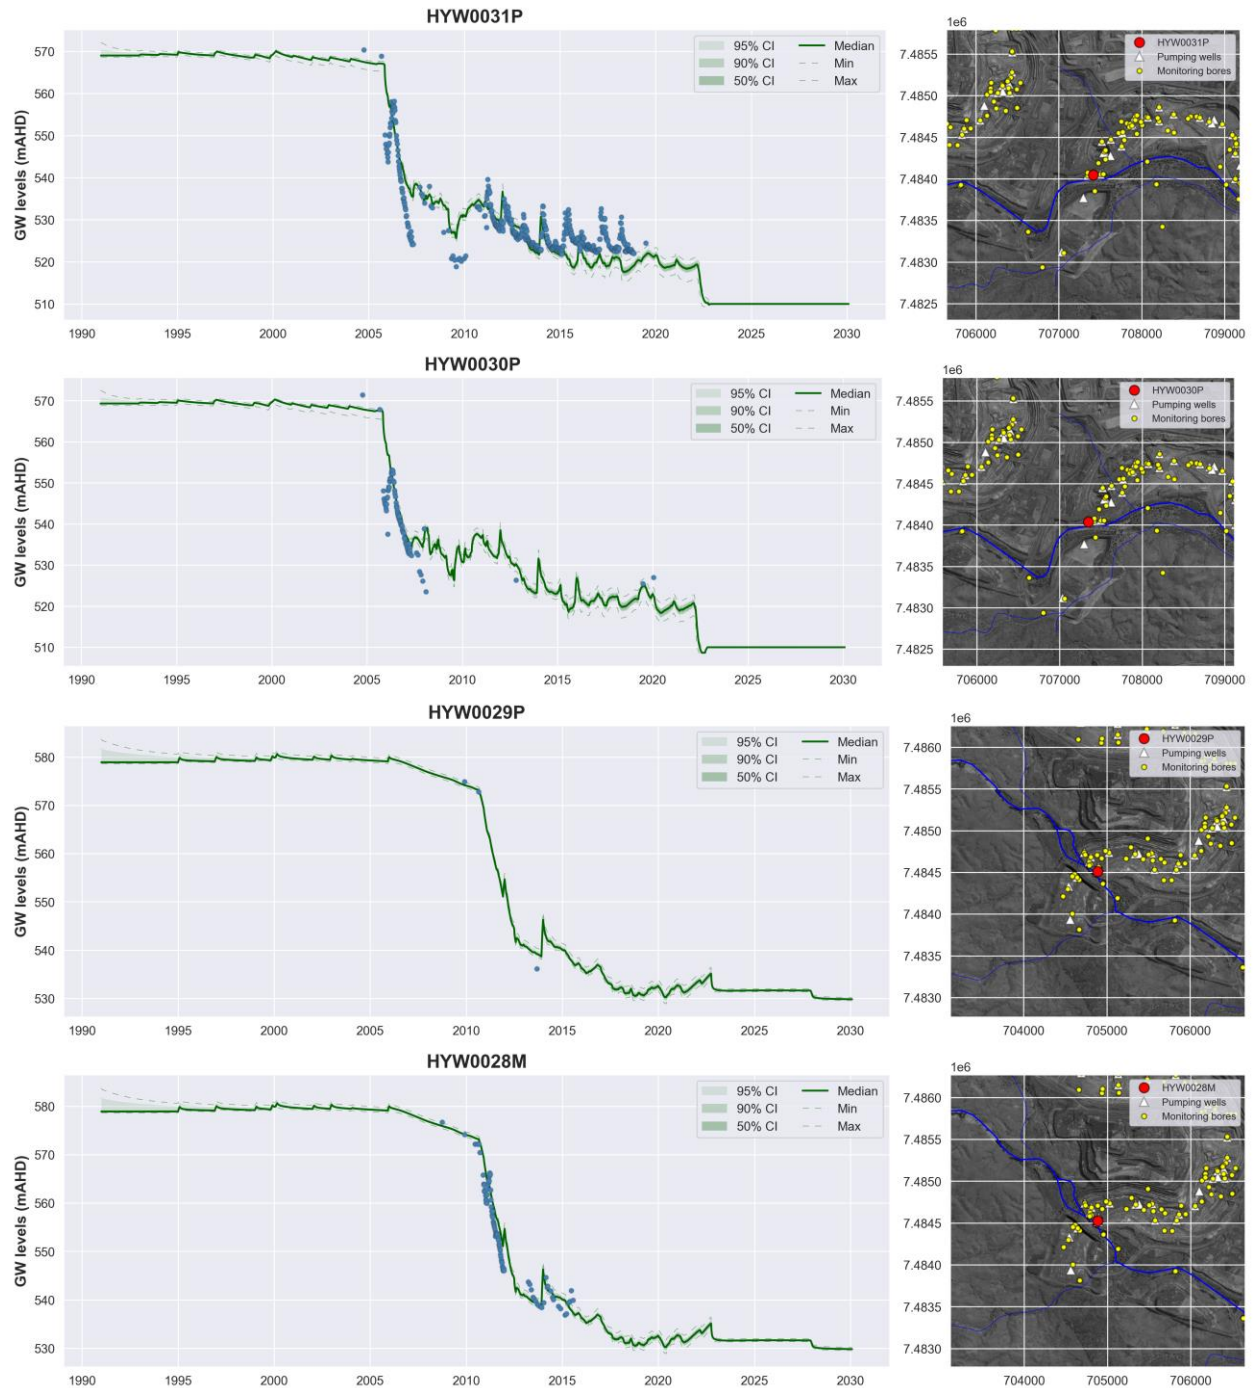 HYW0031P
GW levels (mAHD)
570
560
550
540
530
520
510
1990 1995 2000 2005 2010 2015 2020 2025 2030
95% CI Median
90% CI Min
50% CI Max
1e6
7.4855
7.4850
7.4845
7.4840
7.4835
7.4830
7.4825
706000 707000 708000 709000
HYW0031P
Pumping wells
Monitoring bores
HYW0030P
GW levels (mAHD)
570
560
550
540
530
520
510
1990 1995 2000 2005 2010 2015 2020 2025 2030
95% CI Median
90% CI Min
50% CI Max
1e6
7.4855
7.4850
7.4845
7.4840
7.4835
7.4830
7.4825
706000 707000 708000 709000
HYW0030P
Pumping wells
Monitoring bores
HYW0029P
GW levels (mAHD)
580
570
560
550
540
530
1990 1995 2000 2005 2010 2015 2020 2025 2030
95% CI Median
90% CI Min
50% CI Max
1e6
7.4860
7.4855
7.4850
7.4845
7.4840
7.4835
7.4830
704000 705000 706000
HYW0029P
Pumping wells
Monitoring bores
HYW0028M
GW levels (mAHD)
580
570
560
550
540
530
1990 1995 2000 2005 2010 2015 2020 2025 2030
95% CI Median
90% CI Min
50% CI Max
1e6
7.4860
7.4855
7.4850
7.4845
7.4840
7.4835
7.4830
704000 705000 706000
HYW0028M
Pumping wells
Monitoring bores